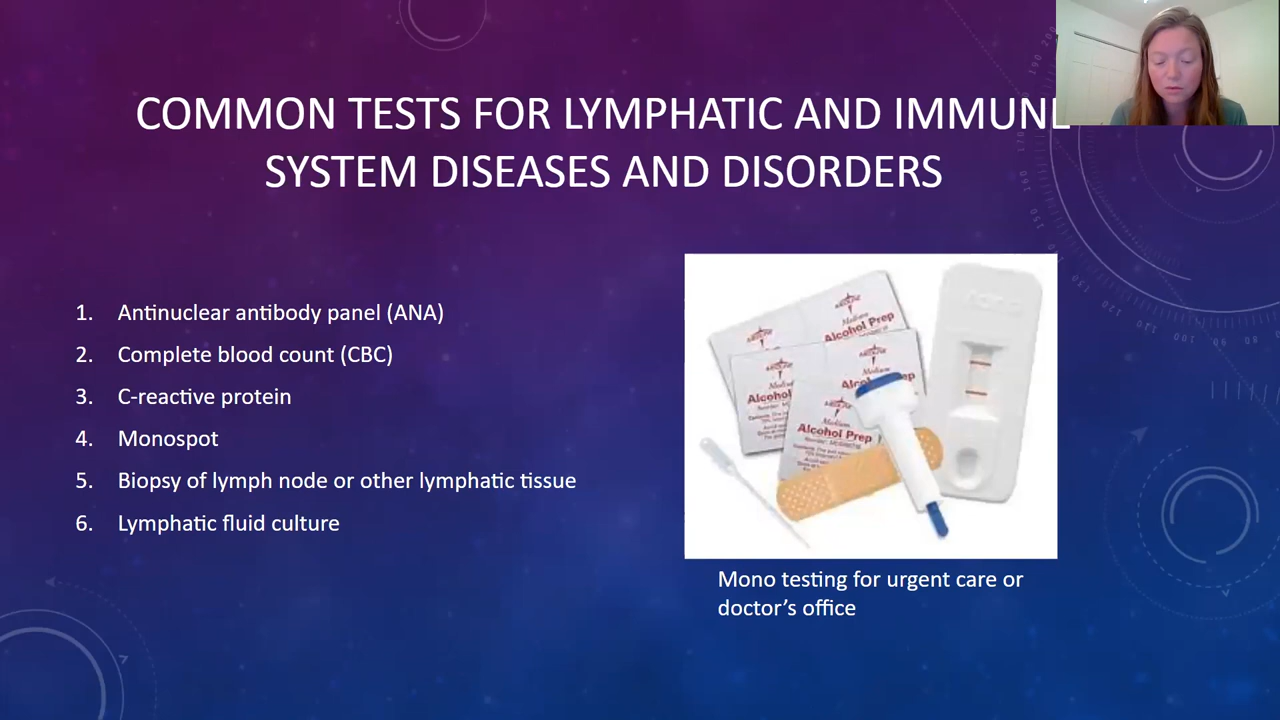 COMMON TESTS FOR LYMPHATIC AND IMMUNE
SYSTEM DISEASES AND DISORDERS
1. Antinuclear antibody panel (ANA)
2. Complete blood count (CBC)
3. C-reactive protein
4. Monospot
5. Biopsy of lymph node or other lymphatic tissue
6. Lymphatic fluid culture
Medium
Alcohol Prep
Alcohol Prep
Mono testing for urgent care or
doctor’s office